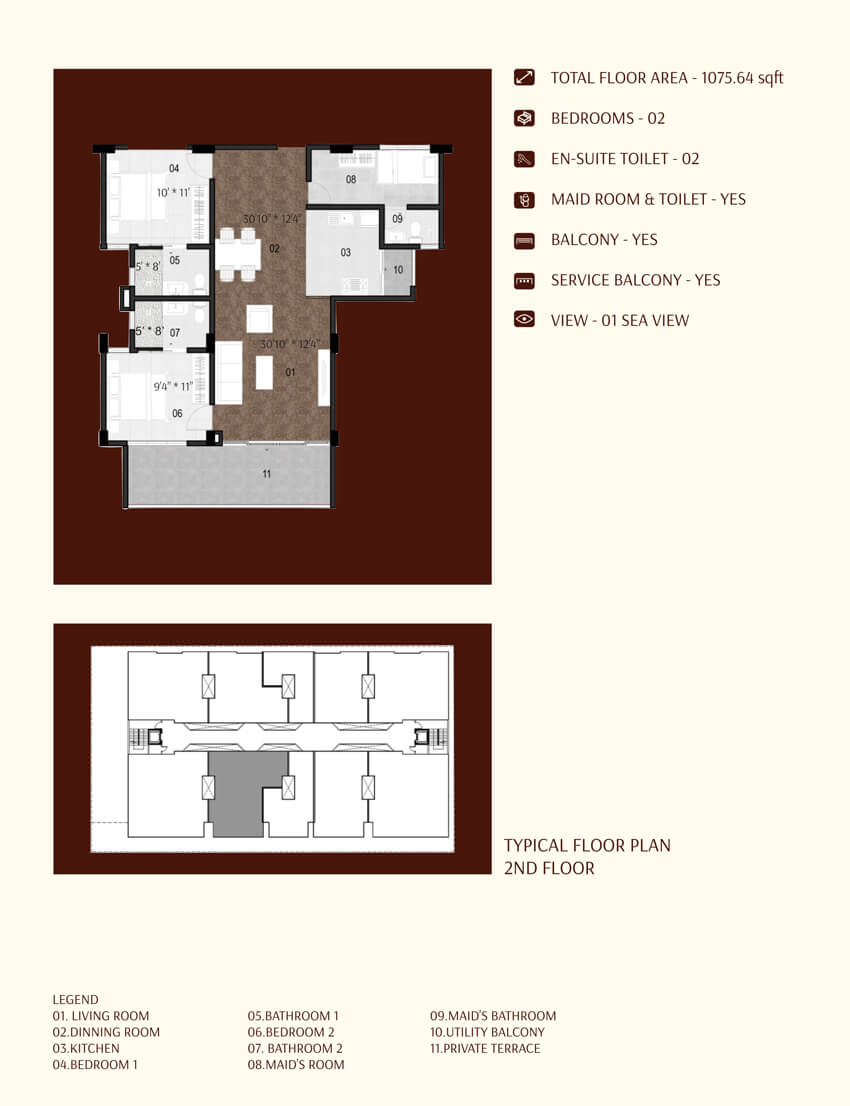 TOTAL FLOOR AREA - 1075.64 sqft
BEDROOMS - 02
EN-SUITE TOILET - 02
MAID ROOM & TOILET - YES
BALCONY - YES
SERVICE BALCONY - YES
VIEW - 01 SEA VIEW
04
10' * 11'
08
30'10" * 12'4"
09
02
03
05
5' * 8'
10
5' * 8'
07
30'10" * 12'4"
01
9'4" * 11"
06
11
TYPICAL FLOOR PLAN
2ND FLOOR
LEGEND
01. LIVING ROOM
02.DINNING ROOM
03.KITCHEN
04.BEDROOM 1
05.BATHROOM 1
06.BEDROOM 2
07. BATHROOM 2
08.MAID'S ROOM
09.MAID'S BATHROOM
10.UTILITY BALCONY
11.PRIVATE TERRACE